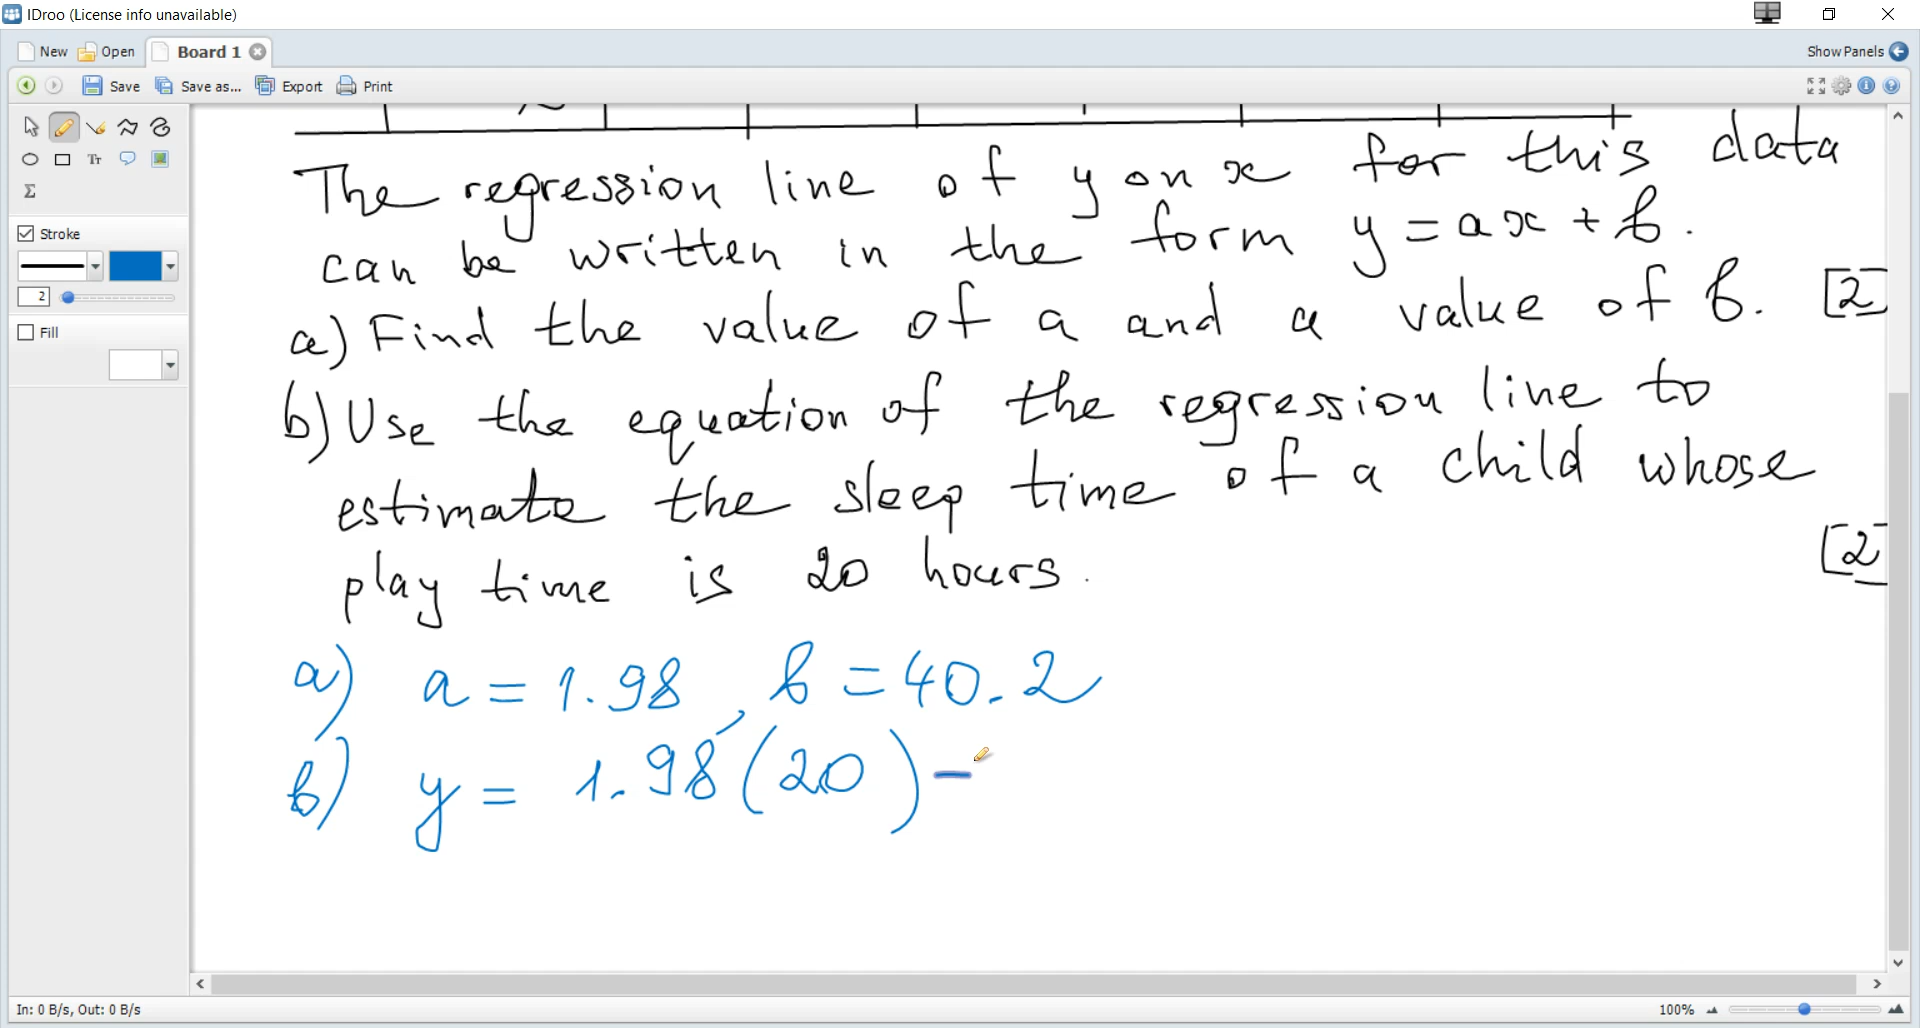 IDroo (License info unavailable)
New Open Board 1 Show Panels
Save Save as... Export Print
Tт
Σ
Stroke
2
Fill
The regression line of y on x for this data
can be written in the form y = ax + b.
a) Find the value of a and a value of b. [2]
b) Use the equation of the regression line to
estimate the sleep time of a child whose
play time is 20 hours. [2]
a) a = 1.98, b = 40.2
b) y = 1.98(20) −
In: 0 B/s, Out: 0 B/s 100%